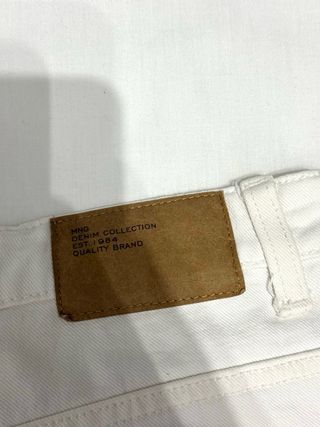 MNG
DENIM COLLECTION
EST. 1984
QUALITY BRAND